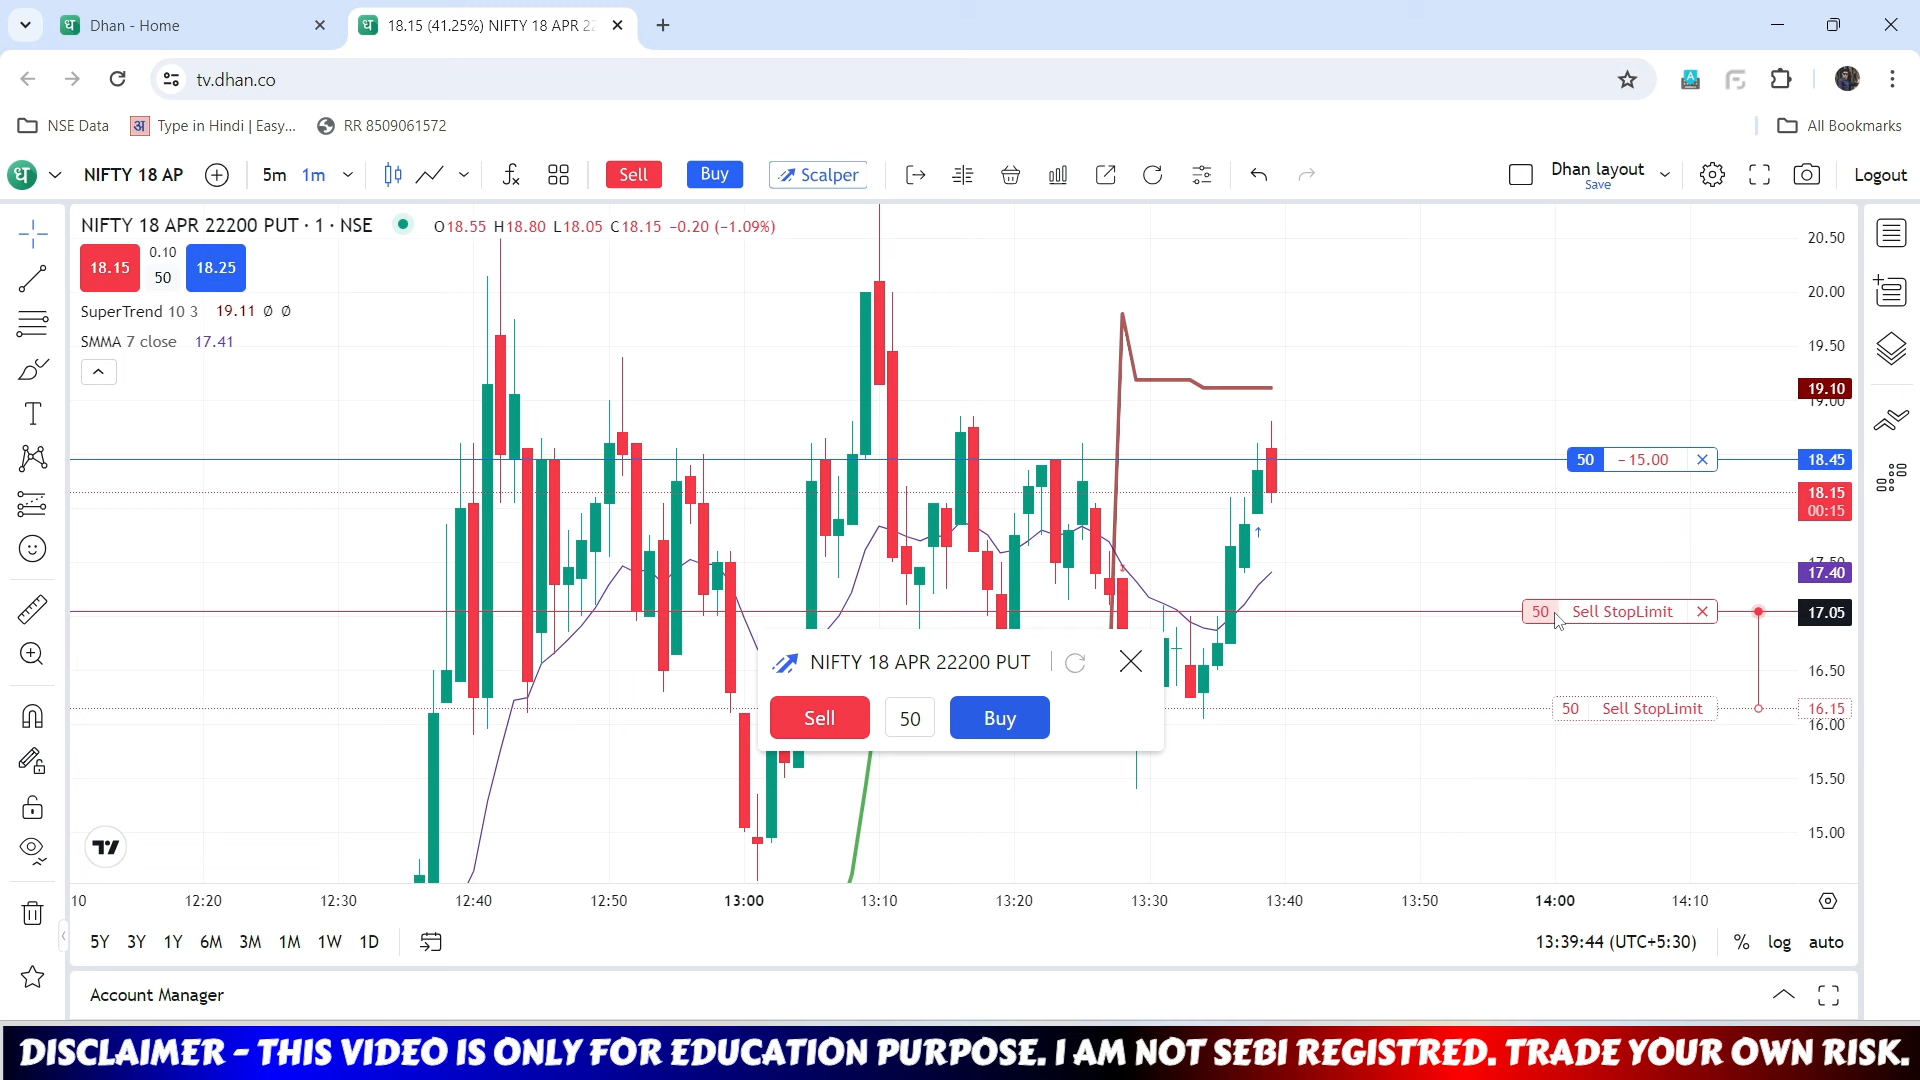 Dhan - Home
18.15 (41.25%) NIFTY 18 APR 22
tv.dhan.co
NSE Data
Type in Hindi | Easy...
RR 8509061572
All Bookmarks
NIFTY 18 AP
5m
1m
Sell
Buy
Scalper
Dhan layout
Save
Logout
NIFTY 18 APR 22200 PUT · 1 · NSE
O18.55 H18.80 L18.05 C18.15 -0.20 (-1.09%)
18.15
0.10
50
18.25
SuperTrend 10 3 19.11 Ø Ø
SMMA 7 close 17.41
20.50
20.00
19.50
19.10
19.00
50 -15.00
18.45
18.15
00:15
17.50
17.40
50 Sell StopLimit
17.05
NIFTY 18 APR 22200 PUT
16.50
Sell
50
Buy
50 Sell StopLimit
16.15
16.00
15.50
15.00
10 12:20 12:30 12:40 12:50 13:00 13:10 13:20 13:30 13:40 13:50 14:00 14:10
5Y 3Y 1Y 6M 3M 1M 1W 1D
13:39:44 (UTC+5:30)
% log auto
Account Manager
DISCLAIMER - THIS VIDEO IS ONLY FOR EDUCATION PURPOSE. I AM NOT SEBI REGISTRED. TRADE YOUR OWN RISK.